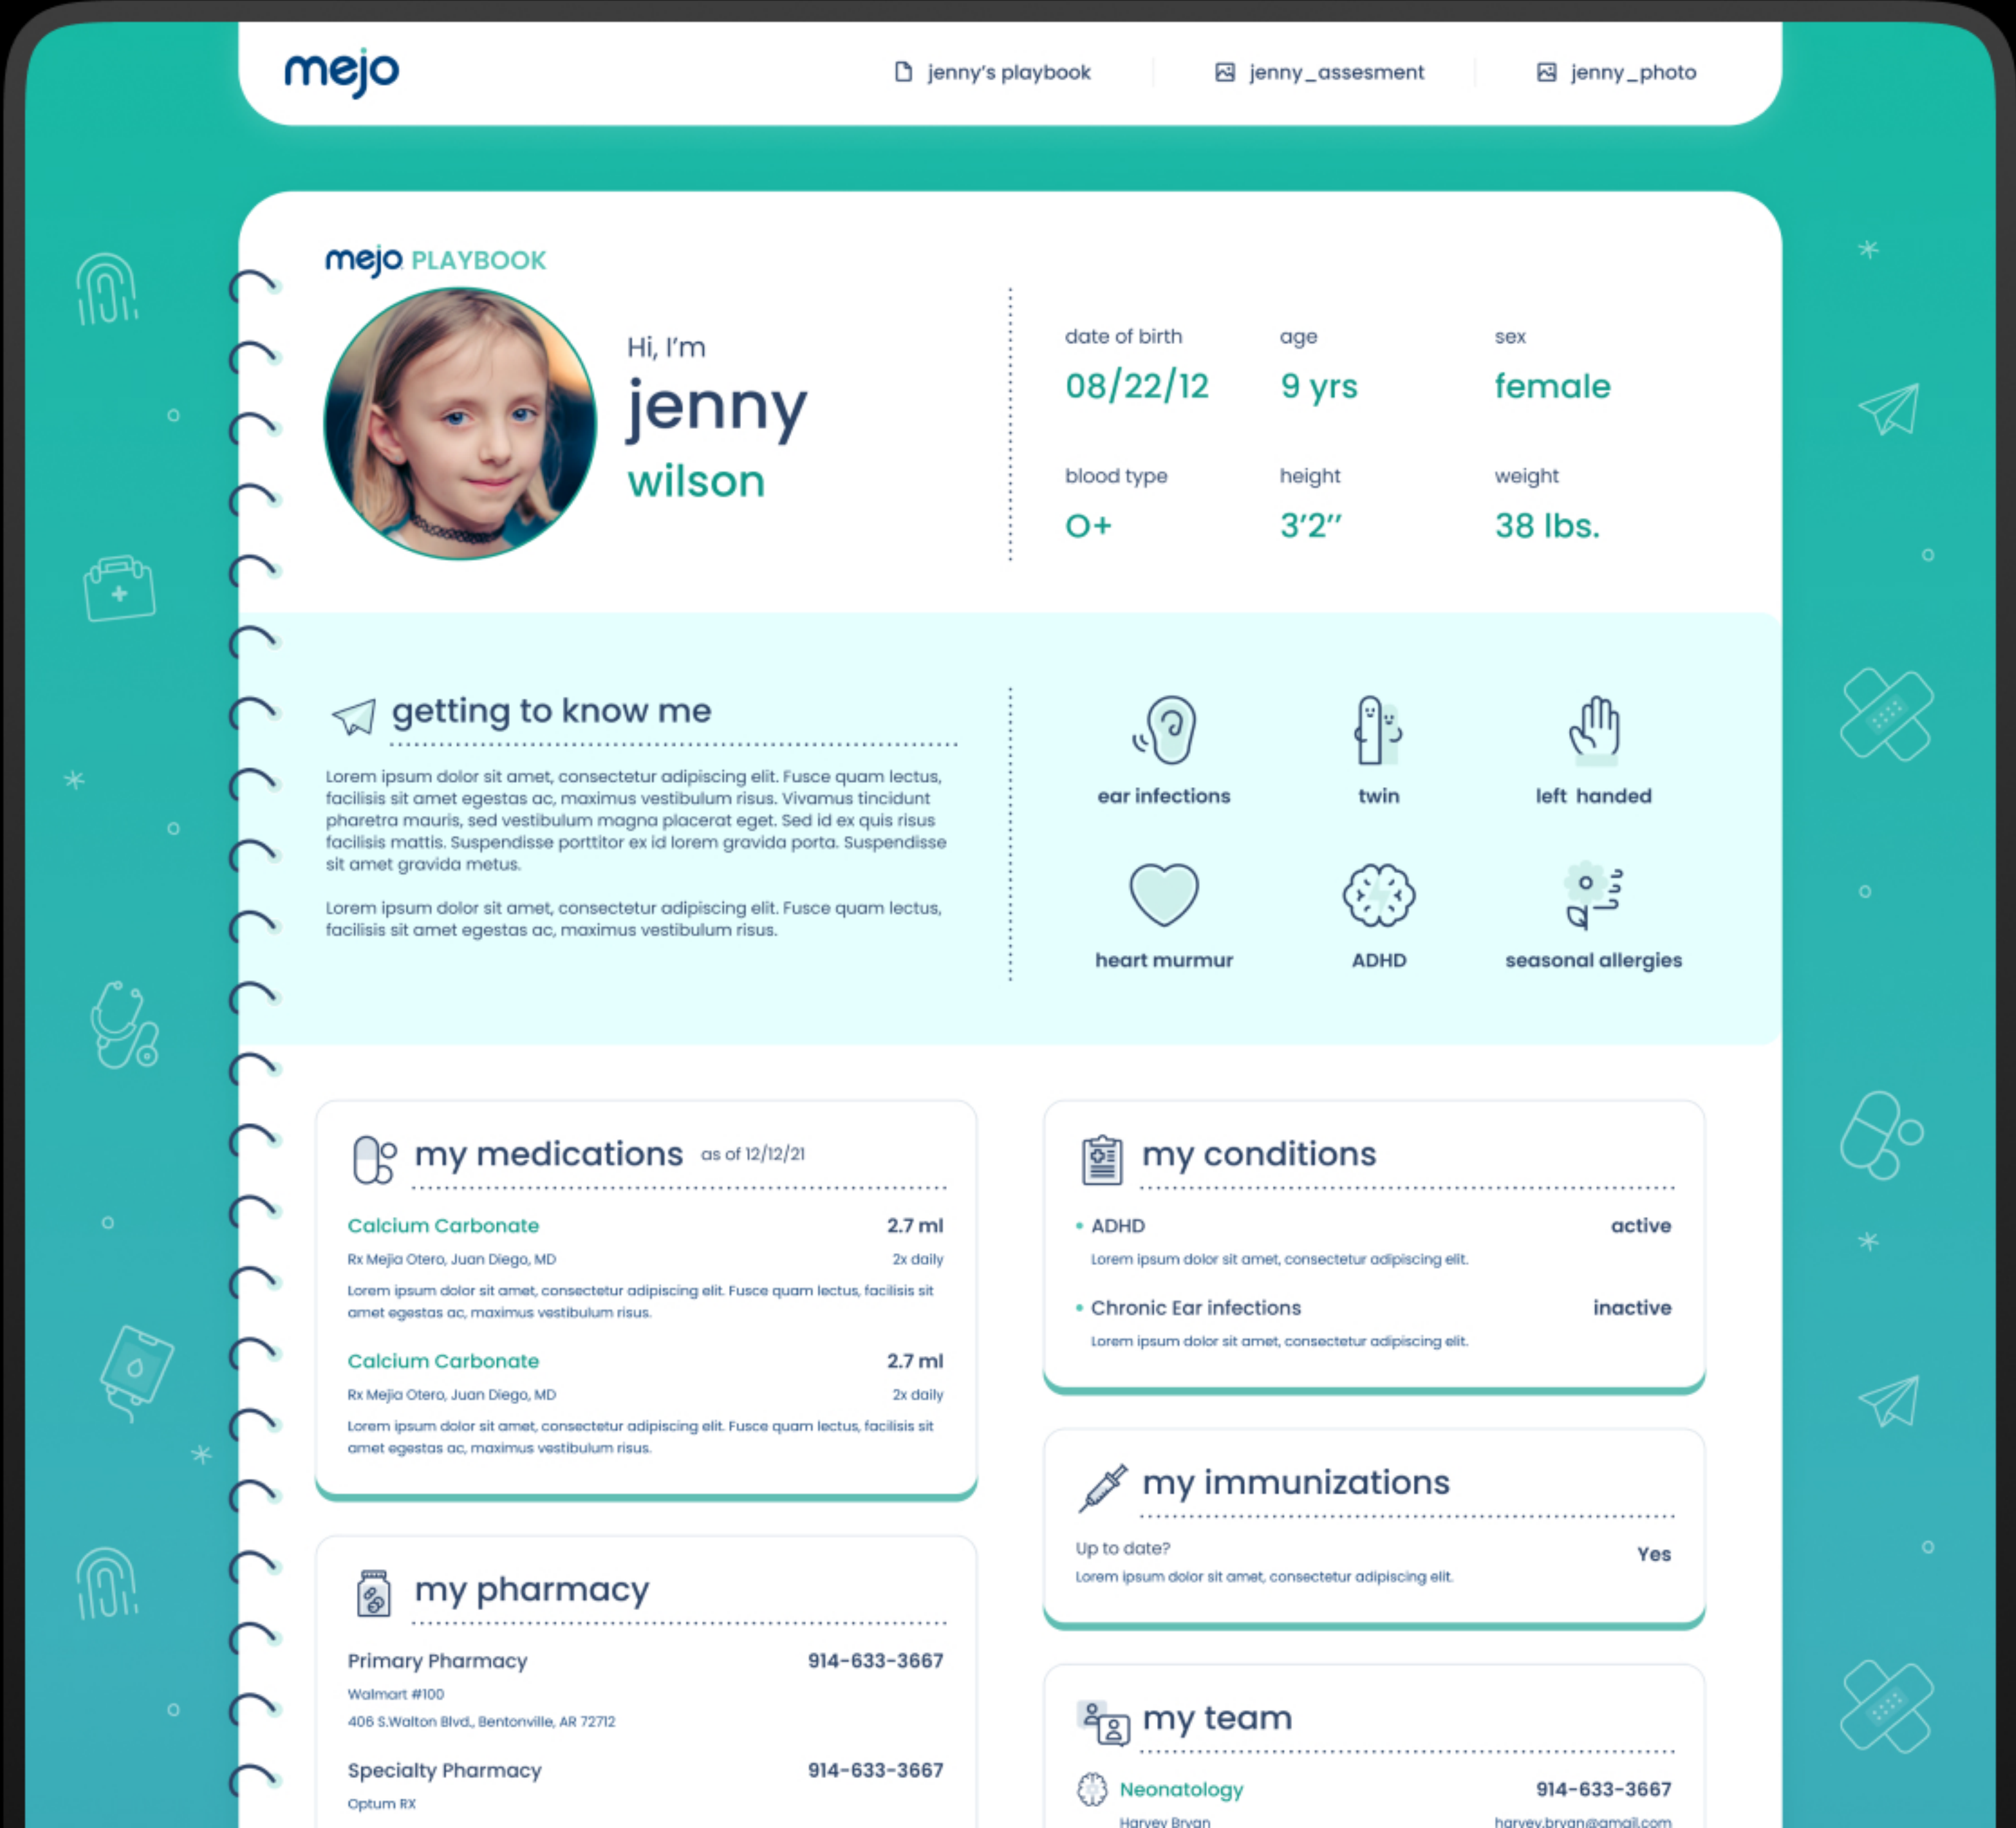 mejo
jenny's playbook
jenny_assesment
jenny_photo
mejo PLAYBOOK
Hi, I'm
jenny
wilson
date of birth
08/22/12
age
9 yrs
sex
female
blood type
O+
height
3'2''
weight
38 lbs.
getting to know me
Lorem ipsum dolor sit amet, consectetur adipiscing elit. Fusce quam lectus,
facilisis sit amet egestas ac, maximus vestibulum risus. Vivamus tincidunt
pharetra mauris, sed vestibulum magna placerat eget. Sed id ex quis risus
facilisis mattis. Suspendisse porttitor ex id lorem gravida porta. Suspendisse
sit amet gravida metus.
Lorem ipsum dolor sit amet, consectetur adipiscing elit. Fusce quam lectus,
facilisis sit amet egestas ac, maximus vestibulum risus.
ear infections
twin
left handed
heart murmur
ADHD
seasonal allergies
my medications as of 12/12/21
Calcium Carbonate 2.7 ml
Rx Mejia Otero, Juan Diego, MD 2x daily
Lorem ipsum dolor sit amet, consectetur adipiscing elit. Fusce quam lectus, facilisis sit
amet egestas ac, maximus vestibulum risus.
Calcium Carbonate 2.7 ml
Rx Mejia Otero, Juan Diego, MD 2x daily
Lorem ipsum dolor sit amet, consectetur adipiscing elit. Fusce quam lectus, facilisis sit
amet egestas ac, maximus vestibulum risus.
my pharmacy
Primary Pharmacy 914-633-3667
Walmart #100
406 S.Walton Blvd., Bentonville, AR 72712
Specialty Pharmacy 914-633-3667
Optum RX
my conditions
ADHD active
Lorem ipsum dolor sit amet, consectetur adipiscing elit.
Chronic Ear infections inactive
Lorem ipsum dolor sit amet, consectetur adipiscing elit.
my immunizations
Up to date? Yes
Lorem ipsum dolor sit amet, consectetur adipiscing elit.
my team
Neonatology 914-633-3667
Harvey Bryan harvey.bryan@gmail.com